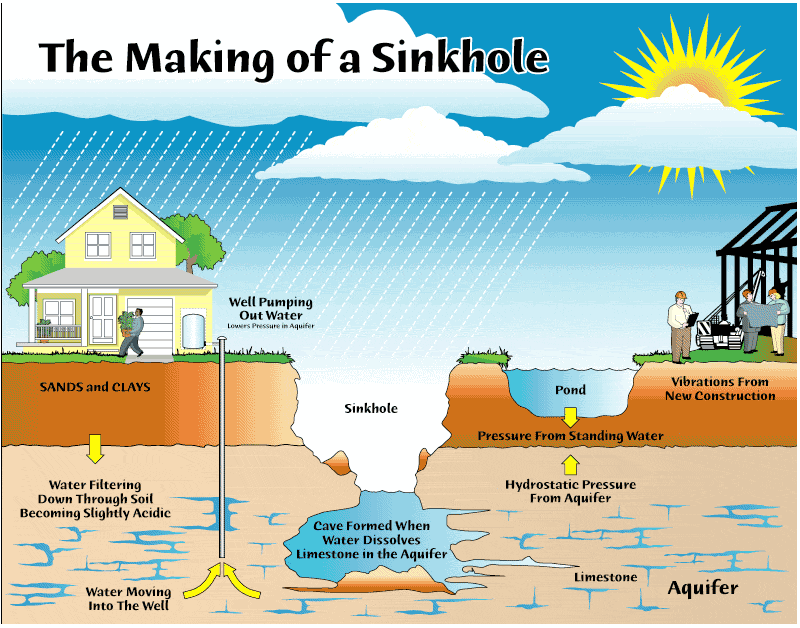 The Making of a Sinkhole
Well Pumping
Out Water
Lowers Pressure in Aquifer
SANDS and CLAYS
Sinkhole
Pond
Vibrations From
New Construction
Pressure From Standing Water
Water Filtering
Down Through Soil
Becoming Slightly Acidic
Hydrostatic Pressure
From Aquifer
Cave Formed When
Water Dissolves
Limestone in the Aquifer
Water Moving
Into The Well
Limestone
Aquifer